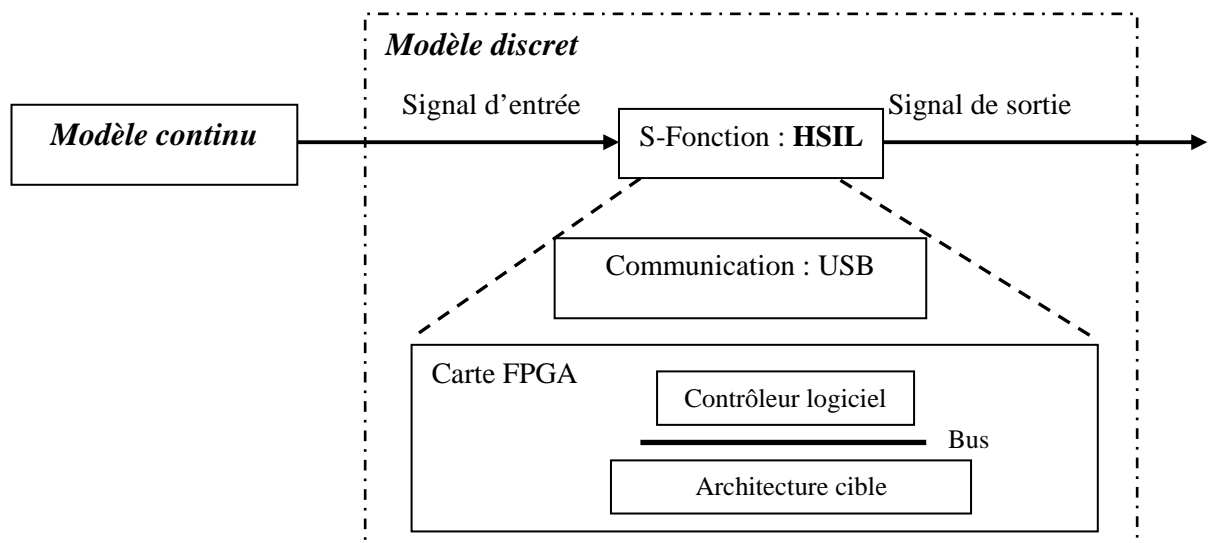 Modèle discret
Signal d'entrée
Signal de sortie
Modèle continu
S-Fonction : HSIL
Communication : USB
Carte FPGA
Contrôleur logiciel
Bus
Architecture cible